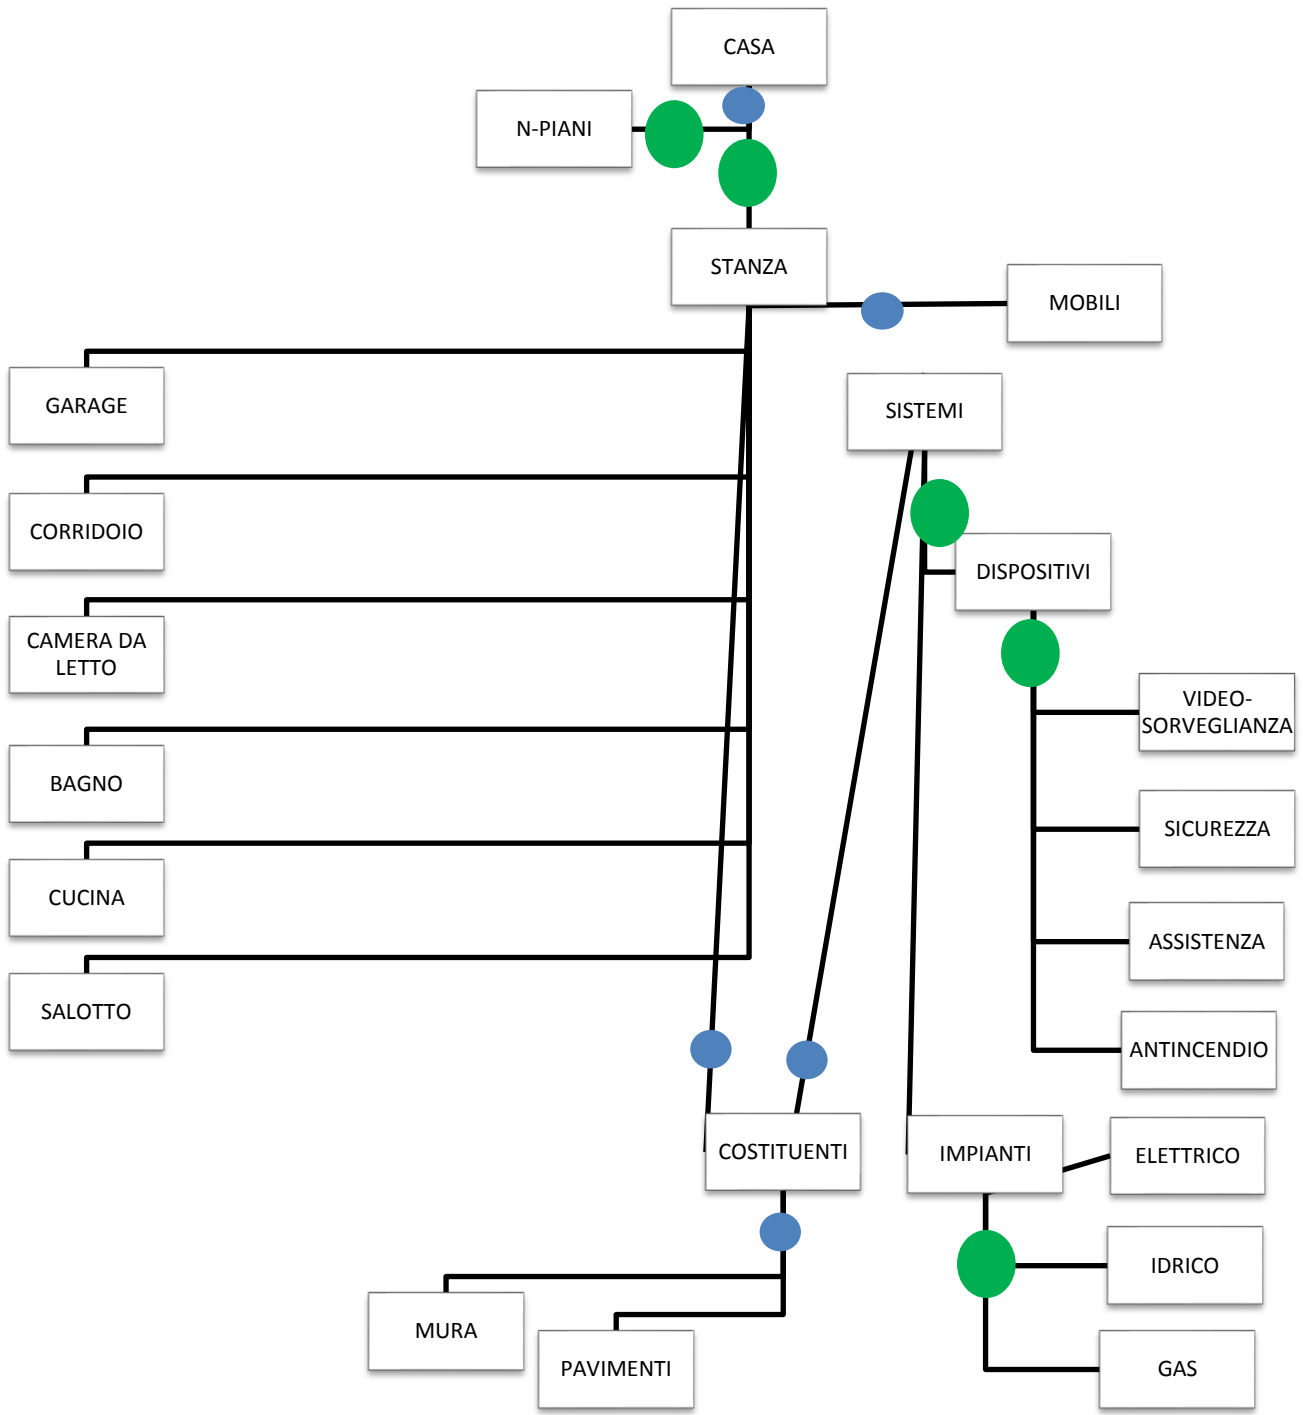 CASA
N-PIANI
STANZA
MOBILI
GARAGE
SISTEMI
CORRIDOIO
DISPOSITIVI
CAMERA DA
LETTO
VIDEO-
SORVEGLIANZA
BAGNO
SICUREZZA
CUCINA
ASSISTENZA
SALOTTO
ANTINCENDIO
COSTITUENTI
IMPIANTI
ELETTRICO
IDRICO
MURA
PAVIMENTI
GAS